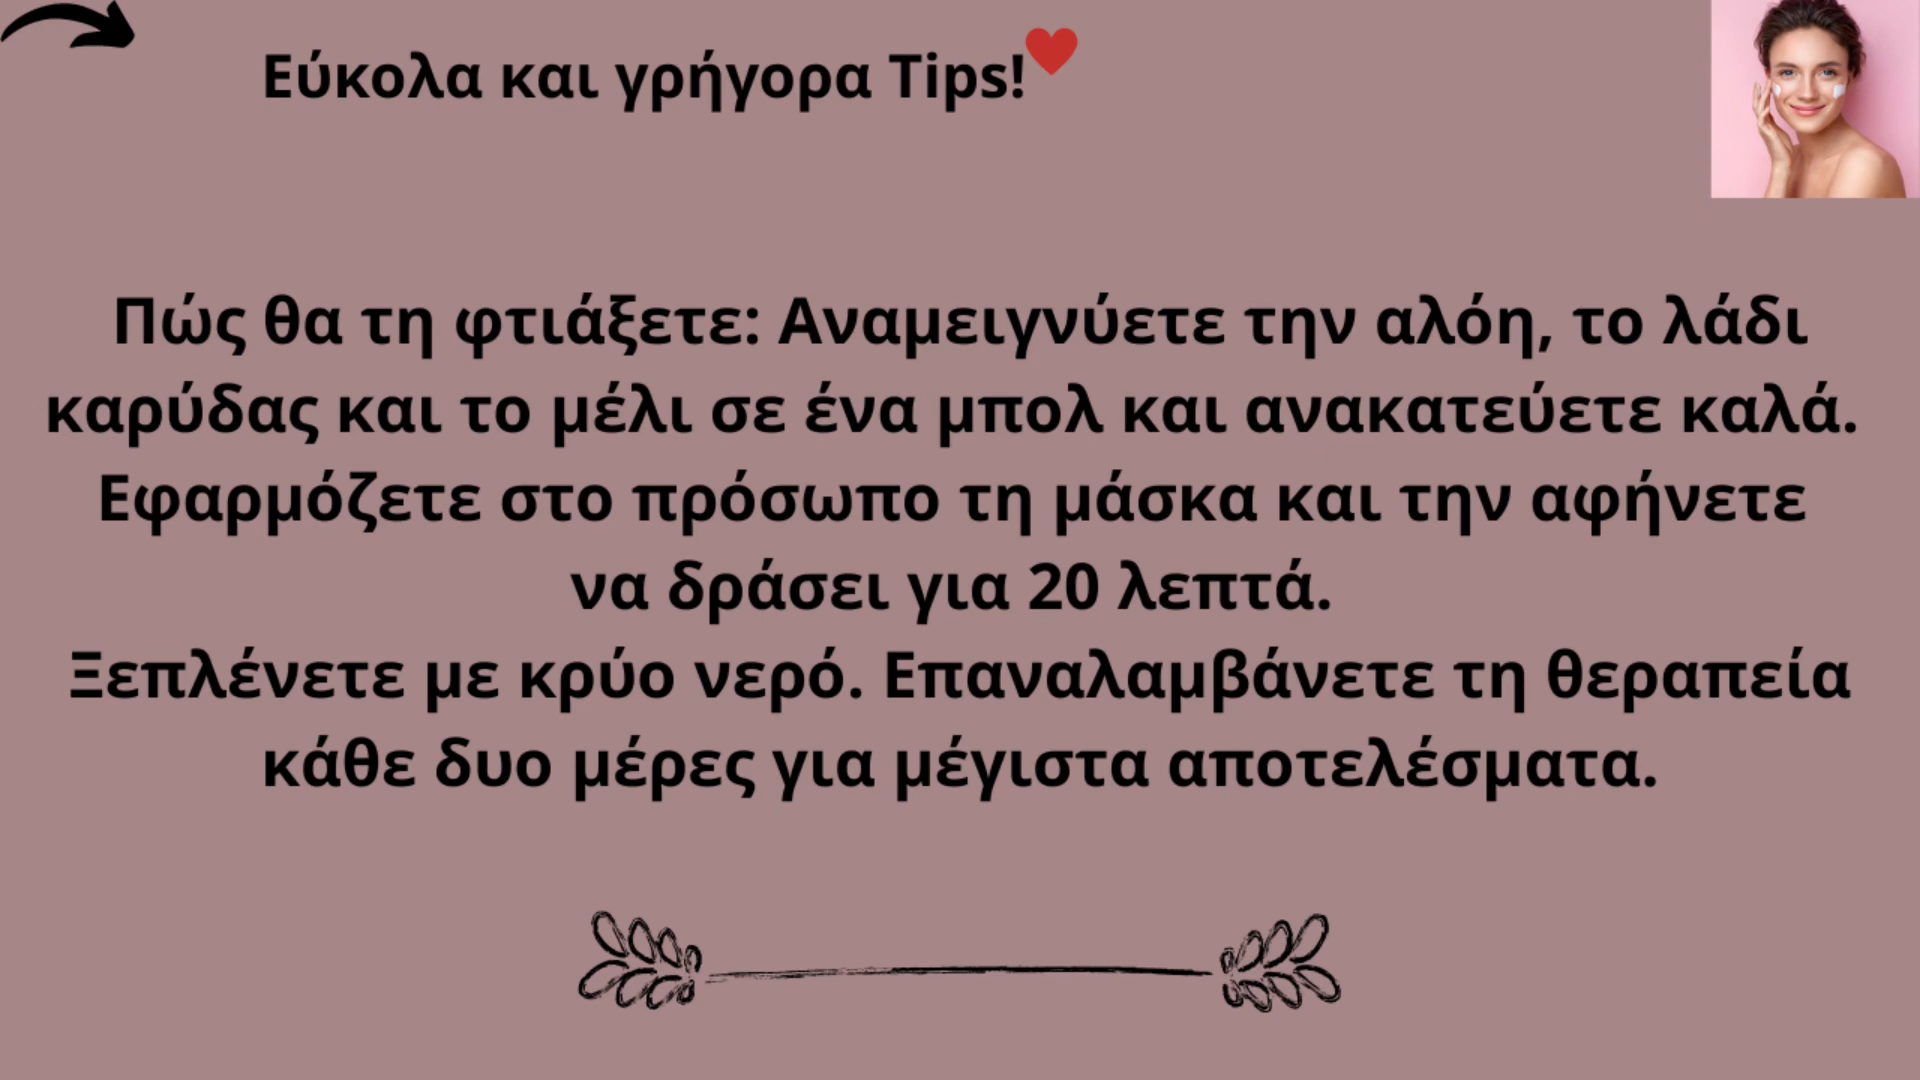 Εύκολα και γρήγορα Tips!
Πώς θα τη φτιάξετε: Αναμειγνύετε την αλόη, το λάδι
καρύδας και το μέλι σε ένα μπολ και ανακατεύετε καλά.
Εφαρμόζετε στο πρόσωπο τη μάσκα και την αφήνετε
να δράσει για 20 λεπτά.
Ξεπλένετε με κρύο νερό. Επαναλαμβάνετε τη θεραπεία
κάθε δυο μέρες για μέγιστα αποτελέσματα.